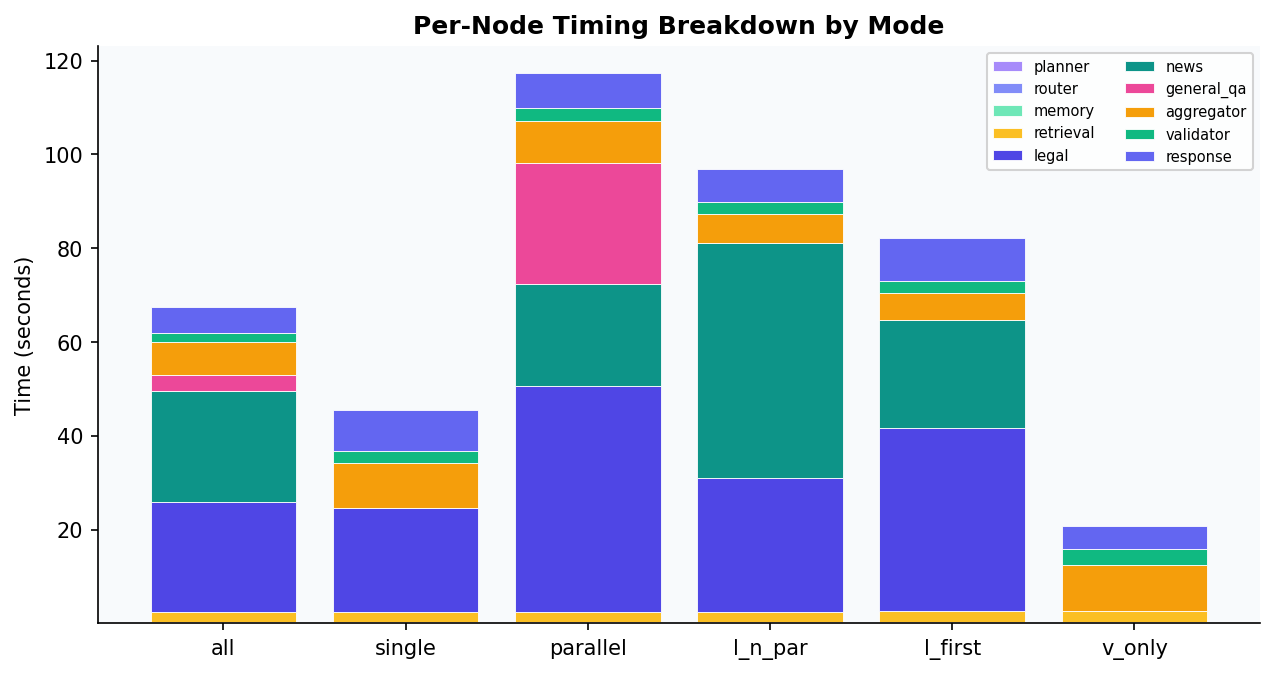 Per-Node Timing Breakdown by Mode
planner
router
memory
retrieval
legal
news
general_qa
aggregator
validator
response
Time (seconds)
120
100
80
60
40
20
all
single
parallel
l_n_par
l_first
v_only